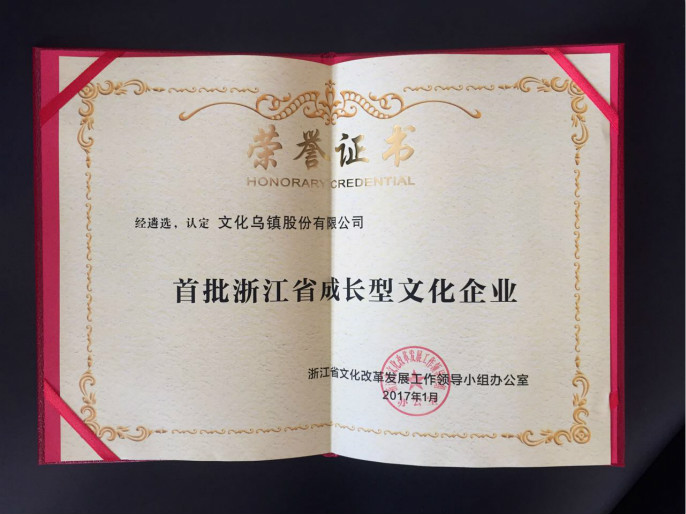 荣誉证书
HONORARY CREDENTIAL
经遴选,认定 文化乌镇股份有限公司
首批浙江省成长型文化企业
浙江省文化改革发展工作领导小组办公室
2017年1月